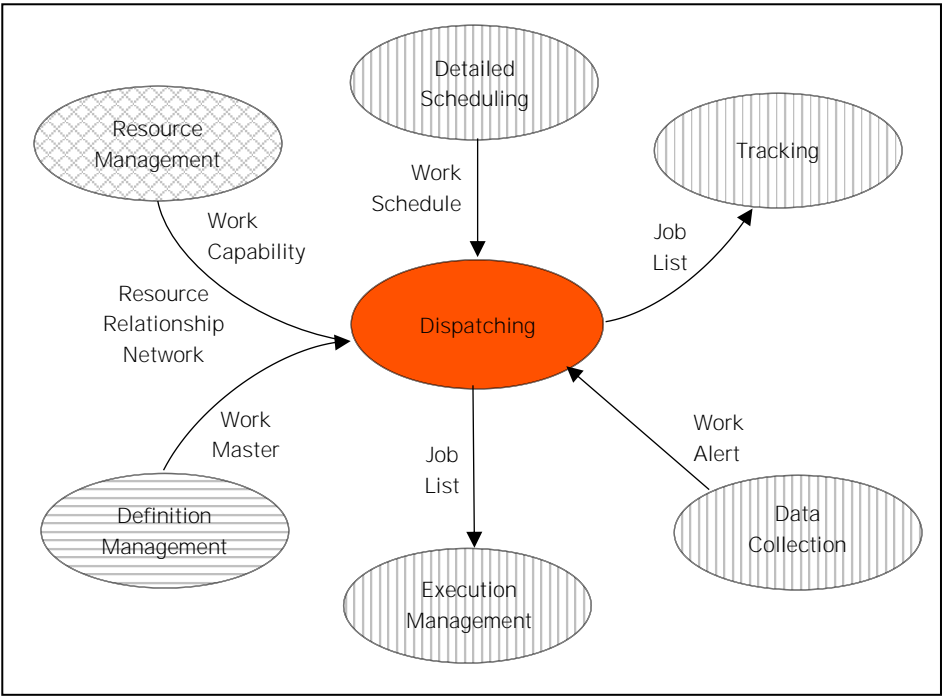 Detailed
Scheduling
Resource
Management
Tracking
Work
Schedule
Work
Capability
Job
List
Resource
Relationship
Network
Dispatching
Work
Master
Work
Alert
Job
List
Definition
Management
Data
Collection
Execution
Management